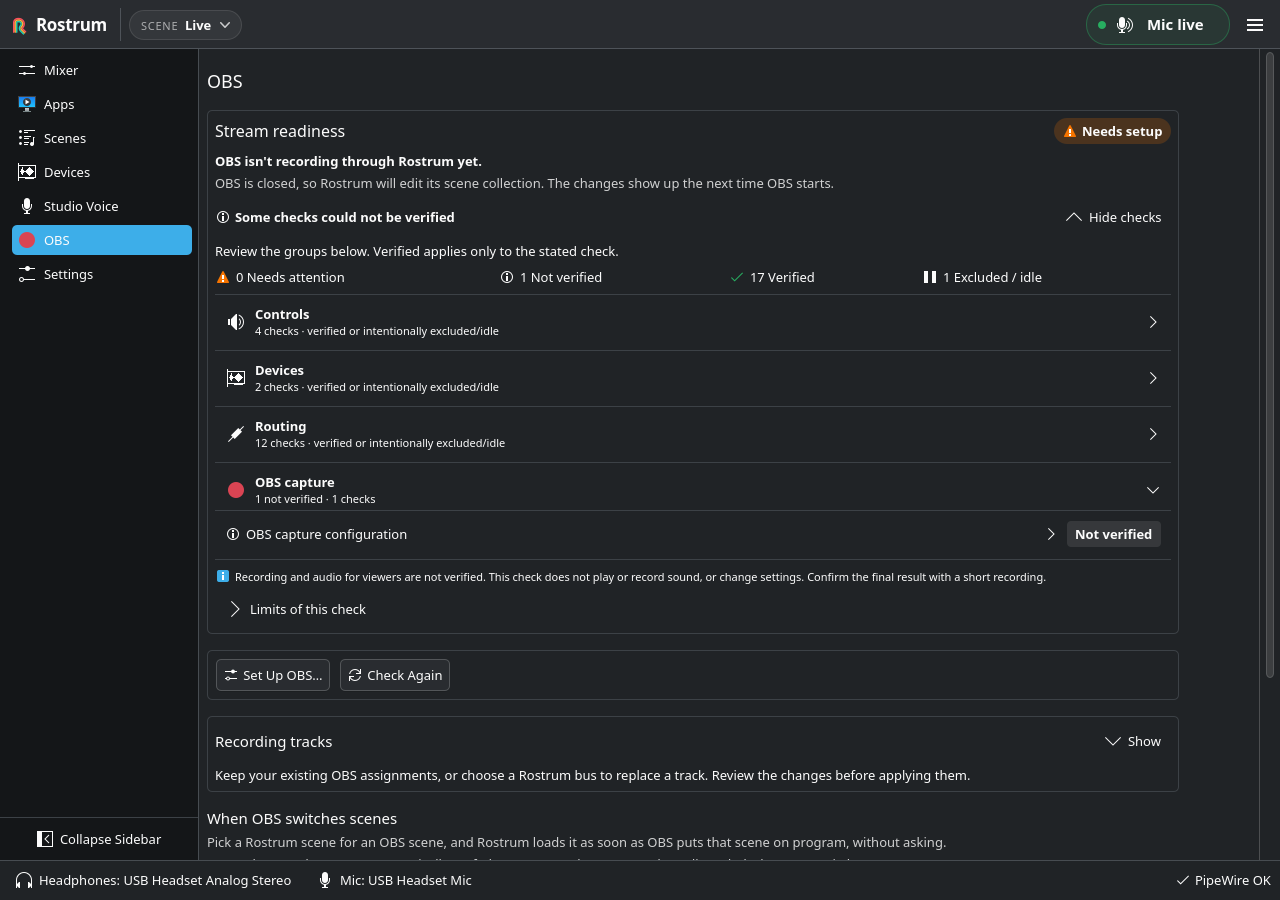 Rostrum
SCENE Live
Mic live
Mixer
Apps
Scenes
Devices
Studio Voice
OBS
Settings
Collapse Sidebar
OBS
Stream readiness
Needs setup
OBS isn't recording through Rostrum yet.
OBS is closed, so Rostrum will edit its scene collection. The changes show up the next time OBS starts.
Some checks could not be verified
Hide checks
Review the groups below. Verified applies only to the stated check.
0 Needs attention
1 Not verified
17 Verified
1 Excluded / idle
Controls
4 checks · verified or intentionally excluded/idle
Devices
2 checks · verified or intentionally excluded/idle
Routing
12 checks · verified or intentionally excluded/idle
OBS capture
1 not verified · 1 checks
OBS capture configuration
Not verified
Recording and audio for viewers are not verified. This check does not play or record sound, or change settings. Confirm the final result with a short recording.
Limits of this check
Set Up OBS...
Check Again
Recording tracks
Show
Keep your existing OBS assignments, or choose a Rostrum bus to replace a track. Review the changes before applying them.
When OBS switches scenes
Pick a Rostrum scene for an OBS scene, and Rostrum loads it as soon as OBS puts that scene on program, without asking.
Headphones: USB Headset Analog Stereo
Mic: USB Headset Mic
PipeWire OK